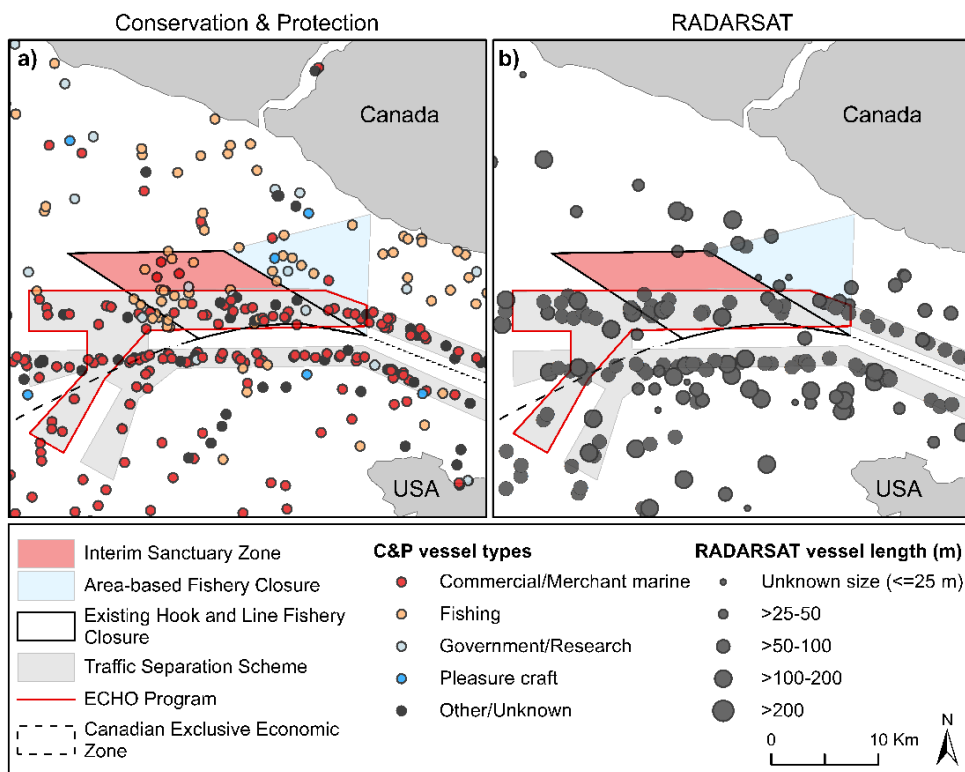 Conservation & Protection
RADARSAT
a)
b)
Canada
Canada
USA
USA
Interim Sanctuary Zone
Area-based Fishery Closure
Existing Hook and Line Fishery
Closure
Traffic Separation Scheme
ECHO Program
Canadian Exclusive Economic
Zone
C&P vessel types
Commercial/Merchant marine
Fishing
Government/Research
Pleasure craft
Other/Unknown
RADARSAT vessel length (m)
Unknown size (<=25 m)
>25-50
>50-100
>100-200
>200
N
0 10 Km